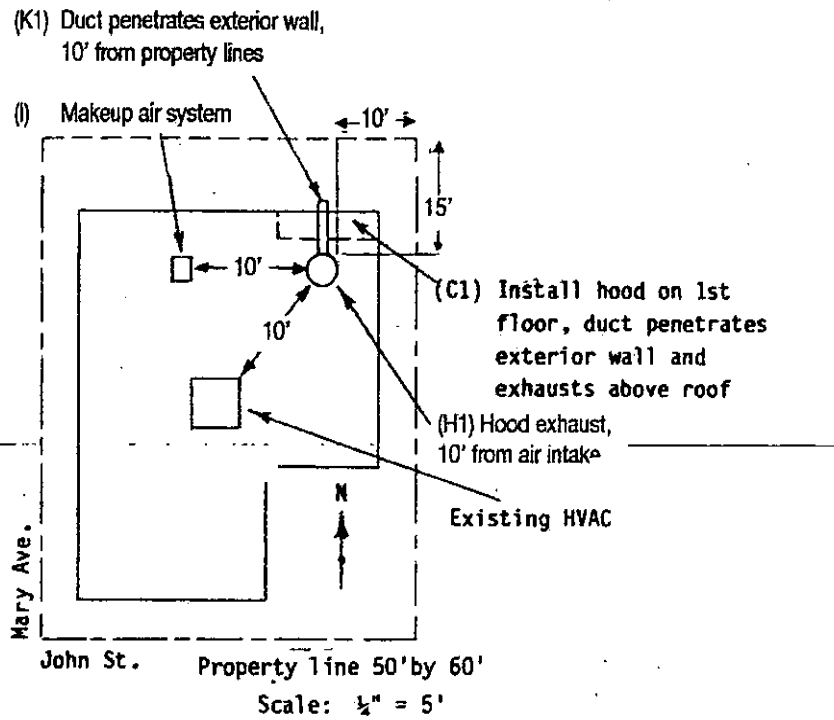 (K1) Duct penetrates exterior wall,
10' from property lines
(I) Makeup air system
10'
15'
10'
10'
(C1) Install hood on 1st
floor, duct penetrates
exterior wall and
exhausts above roof
(H1) Hood exhaust,
10' from air intake
N
Existing HVAC
Mary Ave.
John St.
Property line 50'by 60'
Scale: ¼" = 5'